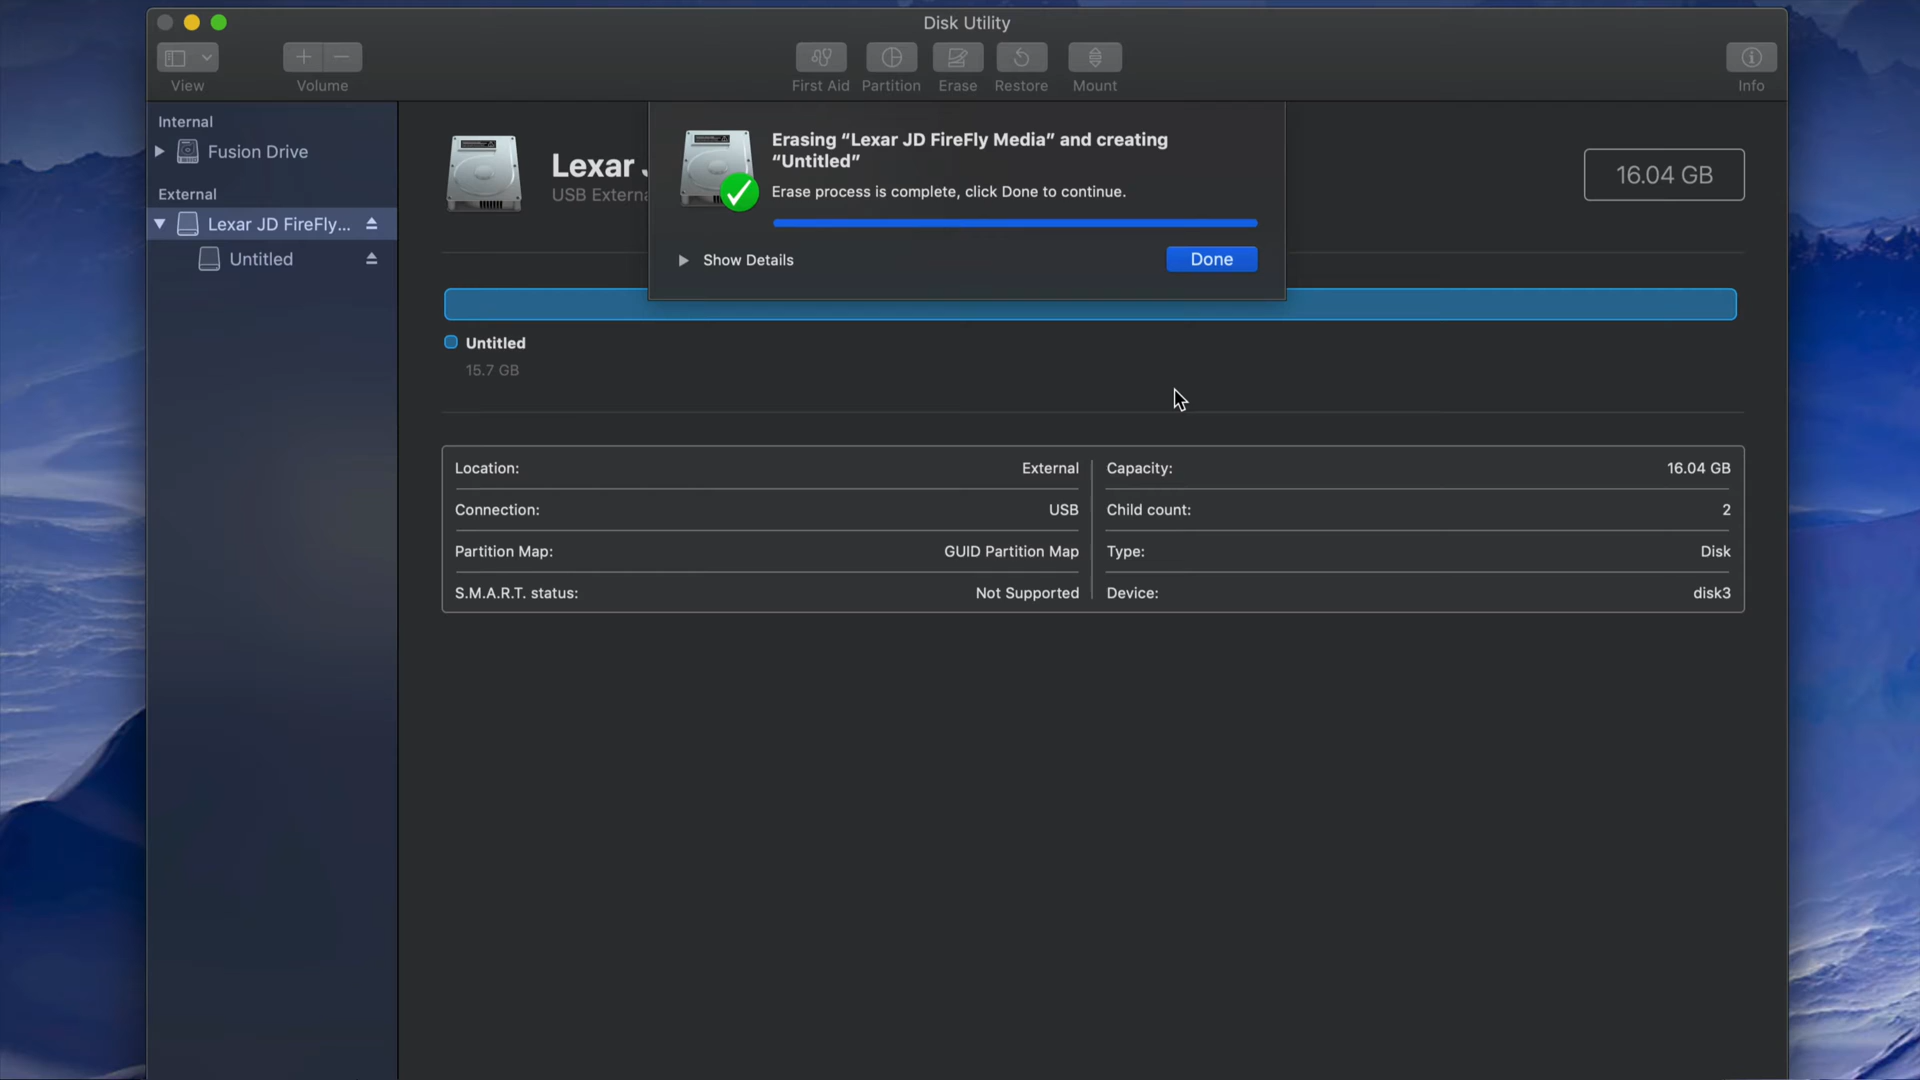 Disk Utility
View
Volume
First Aid
Partition
Erase
Restore
Mount
Info
Internal
Fusion Drive
External
Lexar JD FireFly...
Untitled
Lexar
USB Externa
Erasing “Lexar JD FireFly Media” and creating
“Untitled”
Erase process is complete, click Done to continue.
Show Details
Done
16.04 GB
Untitled
15.7 GB
Location: External
Connection: USB
Partition Map: GUID Partition Map
S.M.A.R.T. status: Not Supported
Capacity: 16.04 GB
Child count: 2
Type: Disk
Device: disk3